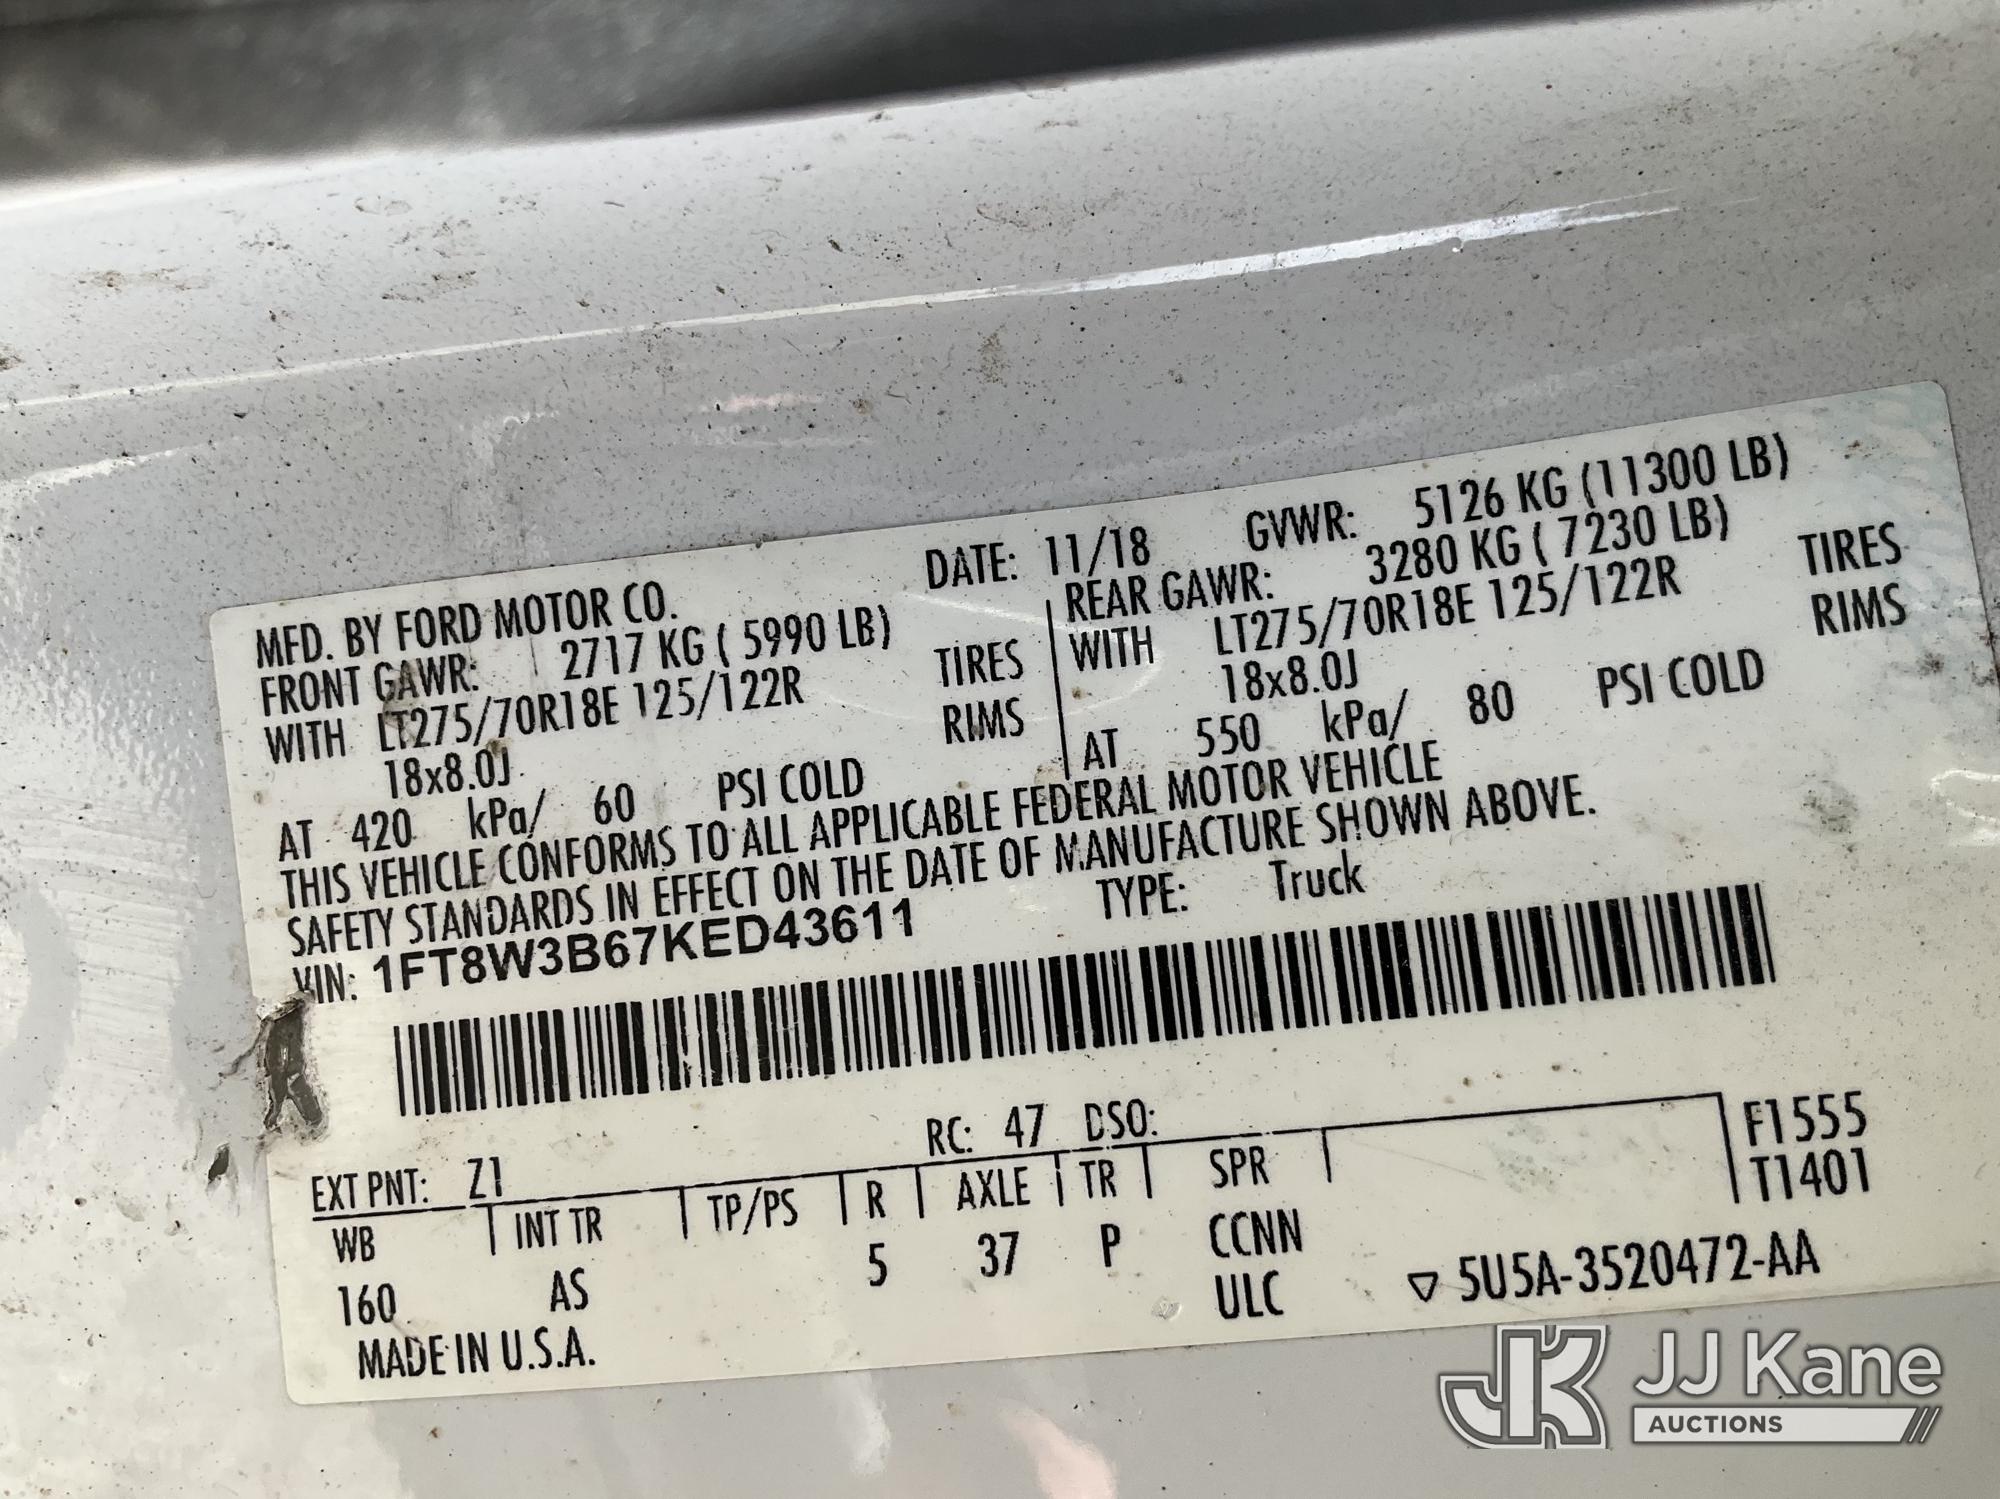 MFD. BY FORD MOTOR CO. DATE: 11/18 GVWR: 5126 KG (11300 LB)
FRONT GAWR: 2717 KG ( 5990 LB) REAR GAWR: 3280 KG ( 7230 LB)
WITH LT275/70R18E 125/122R TIRES WITH LT275/70R18E 125/122R TIRES
18x8.0J RIMS 18x8.0J RIMS
AT 420 kPa/ 60 PSI COLD AT 550 kPa/ 80 PSI COLD
THIS VEHICLE CONFORMS TO ALL APPLICABLE FEDERAL MOTOR VEHICLE
SAFETY STANDARDS IN EFFECT ON THE DATE OF MANUFACTURE SHOWN ABOVE.
VIN: 1FT8W3B67KED43611 TYPE: Truck
EXT PNT: Z1 RC: 47 DSO: F1555
WB INT TR TP/PS R AXLE TR SPR T1401
160 AS 5 37 P CCNN
ULC ▽ 5U5A-3520472-AA
MADE IN U.S.A.
JK JJ Kane
AUCTIONS